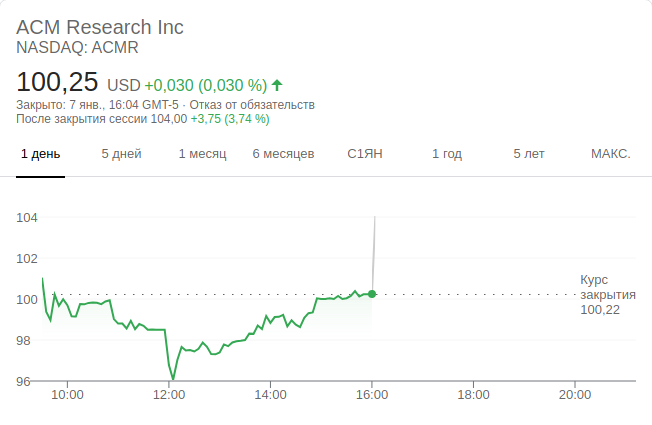 ACM Research Inc
NASDAQ: ACMR
100,25 USD +0,030 (0,030 %)
Закрыто: 7 янв., 16:04 GMT-5 · Отказ от обязательств
После закрытия сессии 104,00 +3,75 (3,74 %)
1 день 5 дней 1 месяц 6 месяцев С1ЯН 1 год 5 лет МАКС.
104
102
Курс
100 закрытия
100,22
98
96
10:00 12:00 14:00 16:00 18:00 20:00